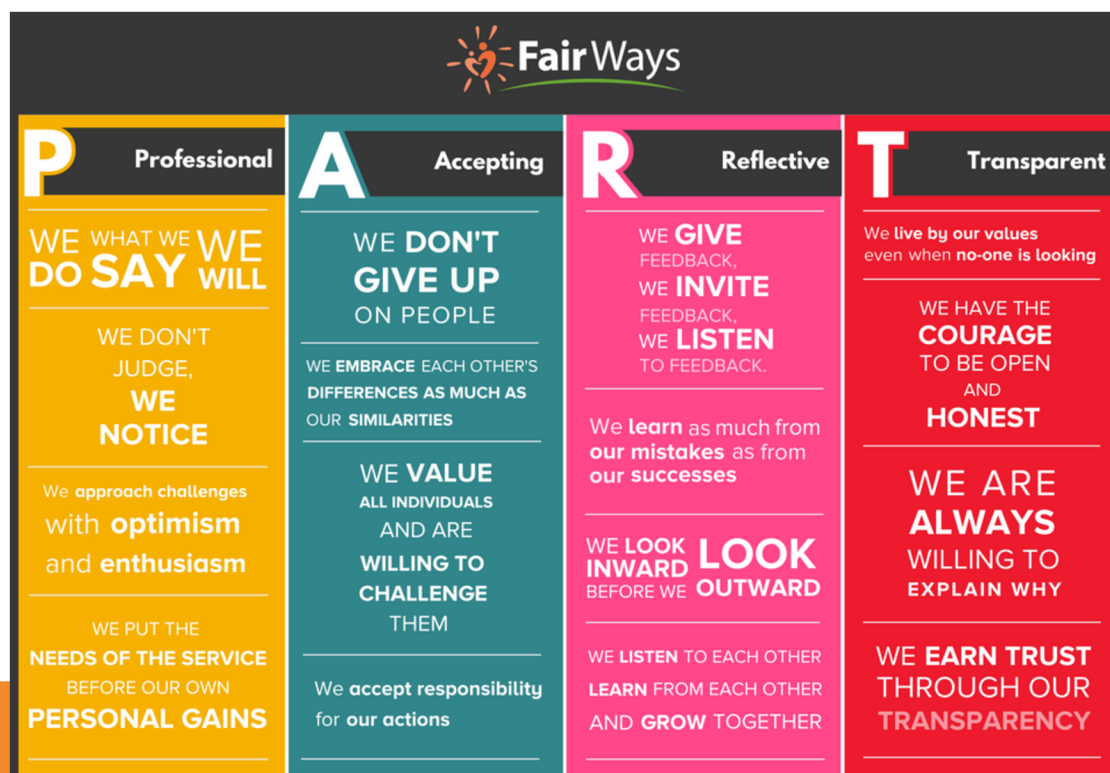 Fair Ways
P Professional
WE DO WHAT WE SAY WE WILL
WE DON'T
JUDGE,
WE
NOTICE
We approach challenges
with optimism
and enthusiasm
WE PUT THE
NEEDS OF THE SERVICE
BEFORE OUR OWN
PERSONAL GAINS
A Accepting
WE DON'T
GIVE UP
ON PEOPLE
WE EMBRACE EACH OTHER'S
DIFFERENCES AS MUCH AS
OUR SIMILARITIES
WE VALUE
ALL INDIVIDUALS
AND ARE
WILLING TO
CHALLENGE
THEM
We accept responsibility
for our actions
R Reflective
WE GIVE
FEEDBACK,
WE INVITE
FEEDBACK,
WE LISTEN
TO FEEDBACK.
We learn as much from
our mistakes as from
our successes
WE LOOK
INWARD
BEFORE WE
LOOK
OUTWARD
WE LISTEN TO EACH OTHER
LEARN FROM EACH OTHER
AND GROW TOGETHER
T Transparent
We live by our values
even when no-one is looking
WE HAVE THE
COURAGE
TO BE OPEN
AND
HONEST
WE ARE
ALWAYS
WILLING TO
EXPLAIN WHY
WE EARN TRUST
THROUGH OUR
TRANSPARENCY